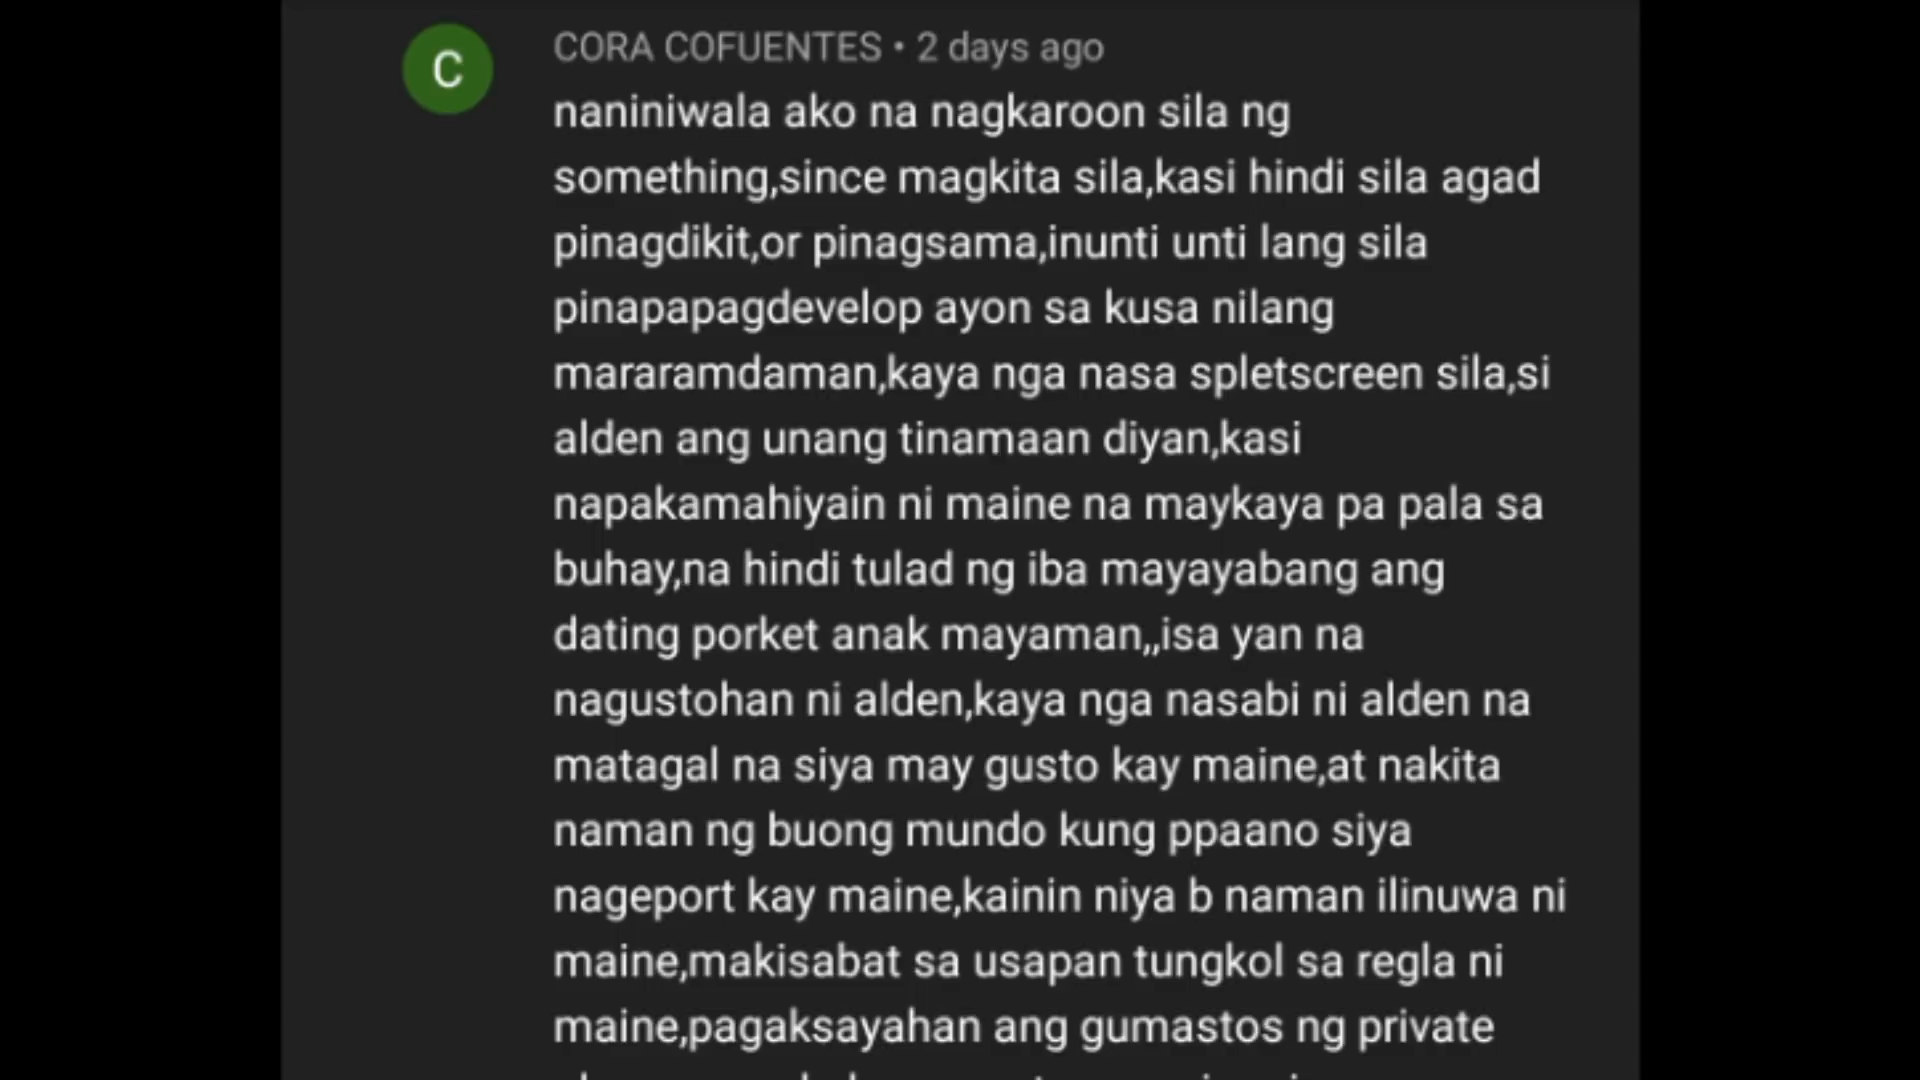 C
CORA COFUENTES • 2 days ago
naniniwala ako na nagkaroon sila ng
something,since magkita sila,kasi hindi sila agad
pinagdikit,or pinagsama,inunti unti lang sila
pinapapagdevelop ayon sa kusa nilang
mararamdaman,kaya nga nasa spletscreen sila,si
alden ang unang tinamaan diyan,kasi
napakamahiyain ni maine na maykaya pa pala sa
buhay,na hindi tulad ng iba mayayabang ang
dating porket anak mayaman,,isa yan na
nagustohan ni alden,kaya nga nasabi ni alden na
matagal na siya may gusto kay maine,at nakita
naman ng buong mundo kung ppaano siya
nageport kay maine,kainin niya b naman ilinuwa ni
maine,makisabat sa usapan tungkol sa regla ni
maine,pagaksayahan ang gumastos ng private